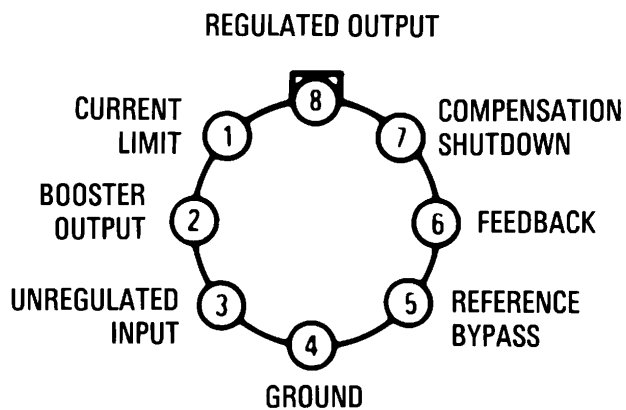 REGULATED OUTPUT
8
CURRENT
LIMIT
1
7
COMPENSATION
SHUTDOWN
BOOSTER
OUTPUT
2
6
FEEDBACK
UNREGULATED
INPUT
3
5
REFERENCE
BYPASS
4
GROUND